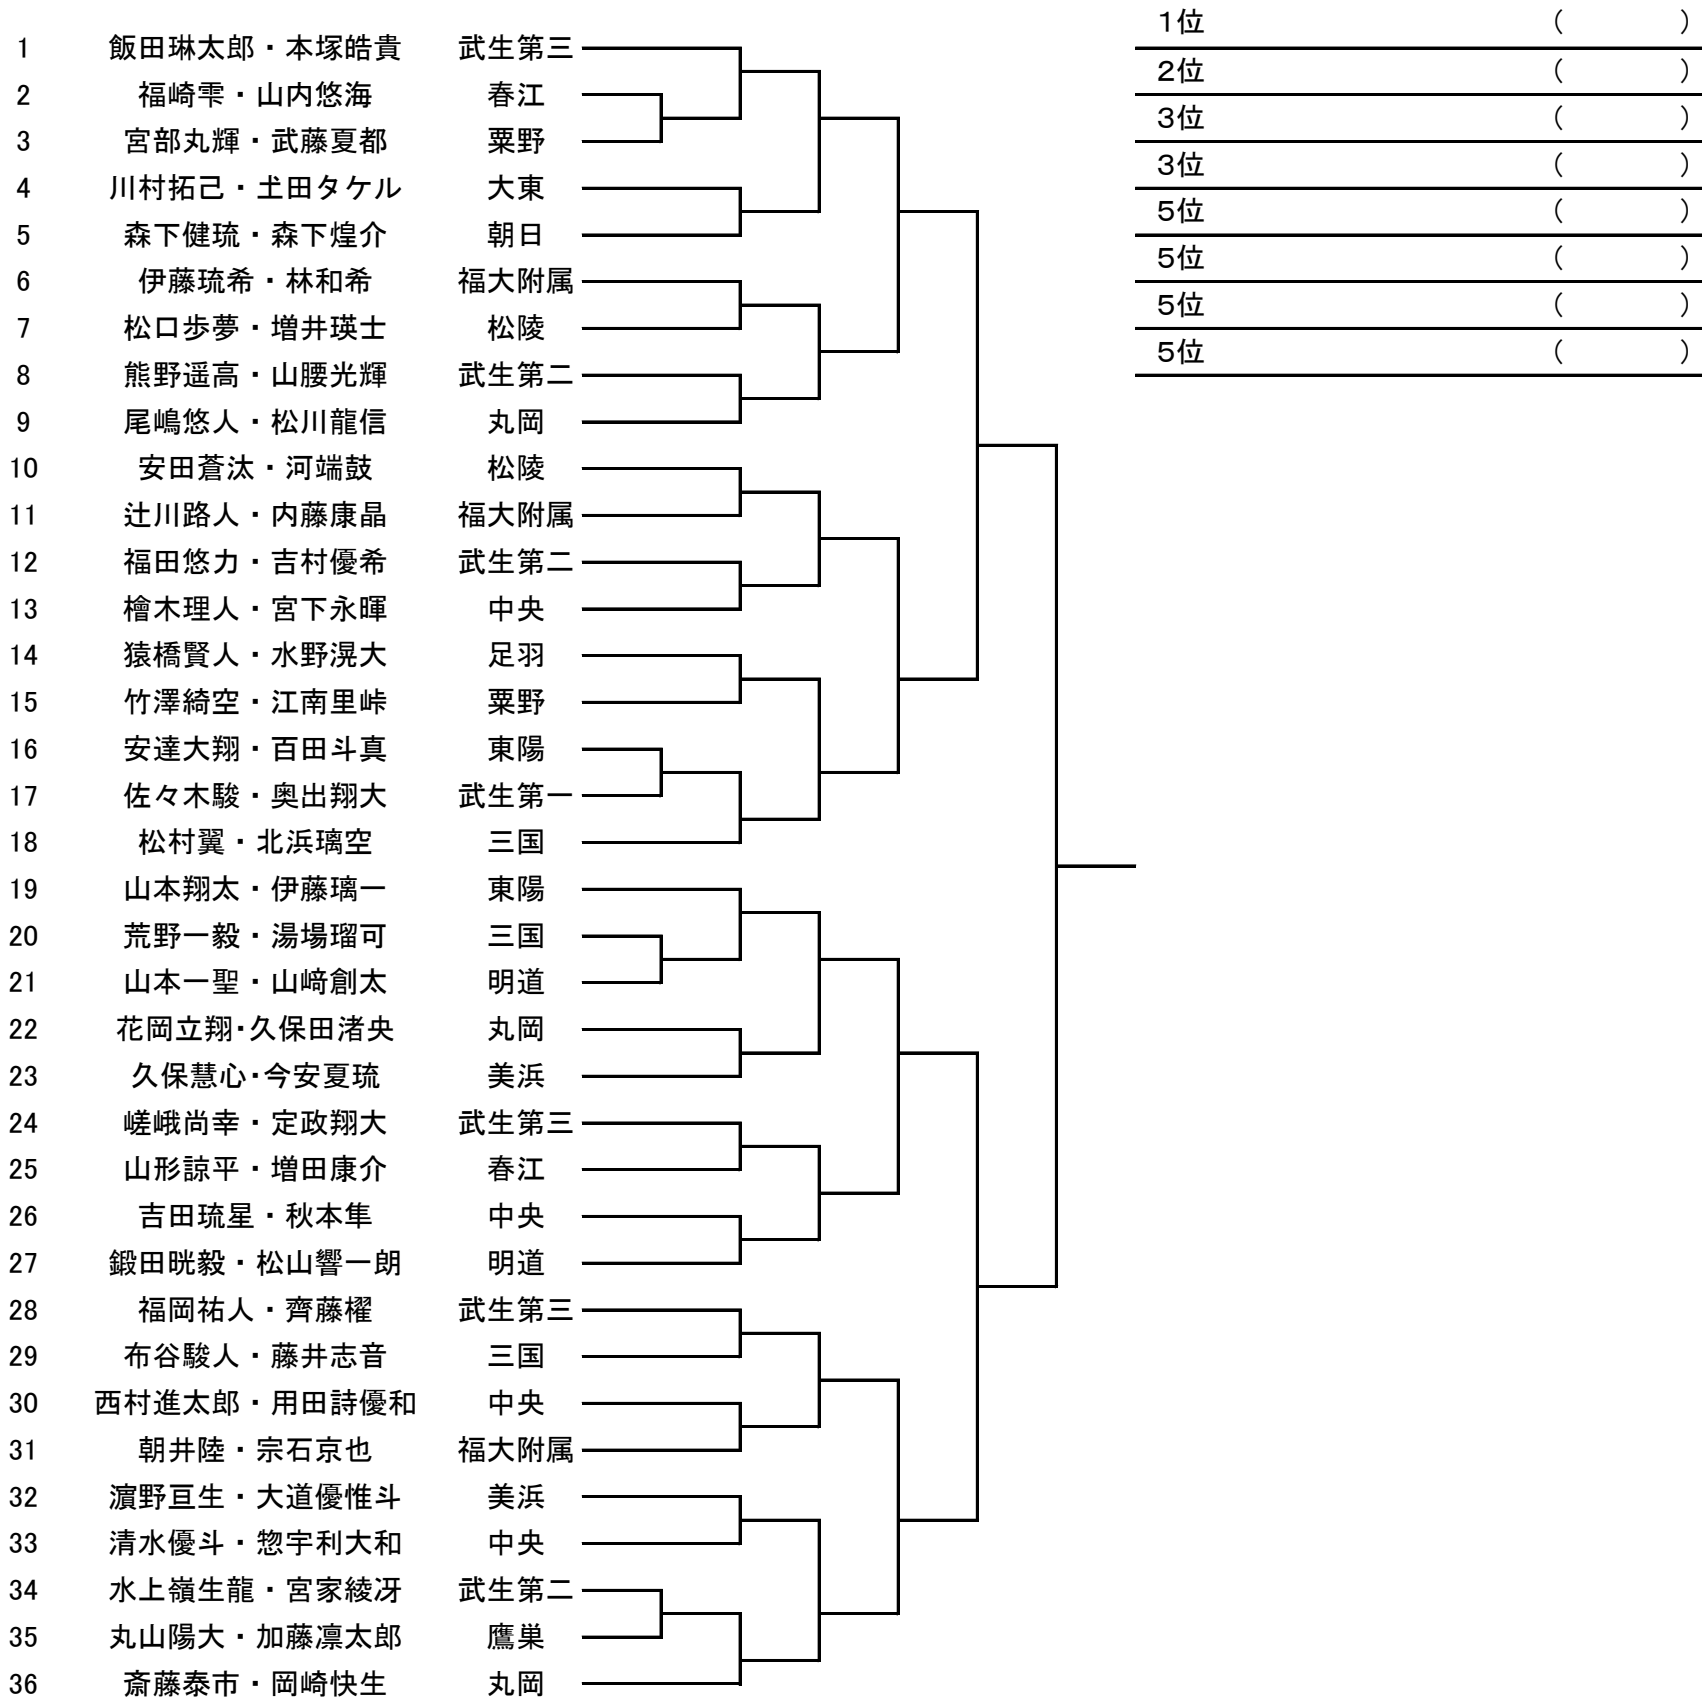 1位 （　　）
1 飯田琳太郎・本塚皓貴 武生第三
2位 （　　）
2 福崎雫・山内悠海 春江
3位 （　　）
3 宮部丸輝・武藤夏都 粟野
3位 （　　）
4 川村拓己・圡田タケル 大東
5位 （　　）
5 森下健琉・森下煌介 朝日
5位 （　　）
6 伊藤琉希・林和希 福大附属
5位 （　　）
7 松口歩夢・増井瑛士 松陵
5位 （　　）
8 熊野遥高・山腰光輝 武生第二
9 尾嶋悠人・松川龍信 丸岡
10 安田蒼汰・河端鼓 松陵
11 辻川路人・内藤康晶 福大附属
12 福田悠力・吉村優希 武生第二
13 檜木理人・宮下永暉 中央
14 猿橋賢人・水野滉大 足羽
15 竹澤綺空・江南里峠 粟野
16 安達大翔・百田斗真 東陽
17 佐々木駿・奥出翔大 武生第一
18 松村翼・北浜璃空 三国
19 山本翔太・伊藤璃一 東陽
20 荒野一毅・湯場瑠可 三国
21 山本一聖・山﨑創太 明道
22 花岡立翔・久保田渚央 丸岡
23 久保慧心・今安夏琉 美浜
24 嵯峨尚幸・定政翔大 武生第三
25 山形諒平・増田康介 春江
26 吉田琉星・秋本隼 中央
27 鍛田晄毅・松山響一朗 明道
28 福岡祐人・齊藤櫂 武生第三
29 布谷駿人・藤井志音 三国
30 西村進太郎・用田詩優和 中央
31 朝井陸・宗石京也 福大附属
32 濵野亘生・大道優惟斗 美浜
33 清水優斗・惣宇利大和 中央
34 水上嶺生龍・宮家綾冴 武生第二
35 丸山陽大・加藤凛太郎 鷹巣
36 斎藤泰市・岡崎快生 丸岡